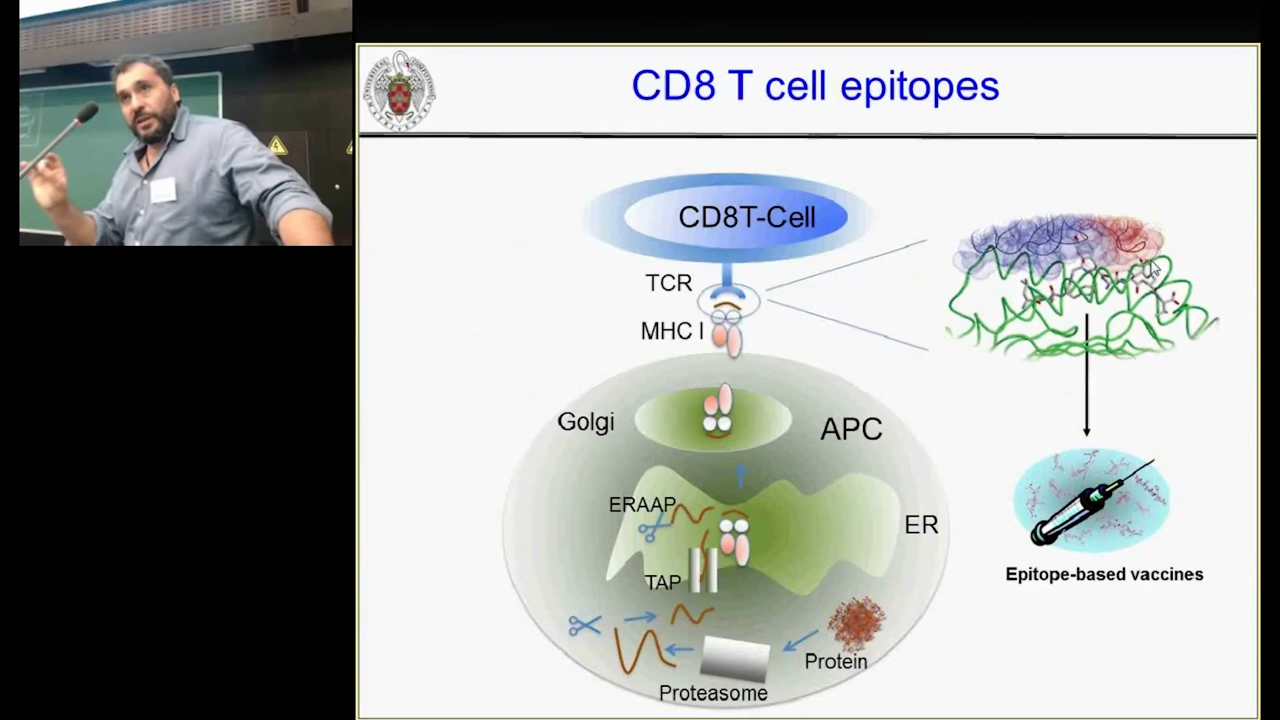 CD8 T cell epitopes
CD8T-Cell
TCR
MHC I
Golgi
APC
ERAAP
ER
TAP
Epitope-based vaccines
Protein
Proteasome